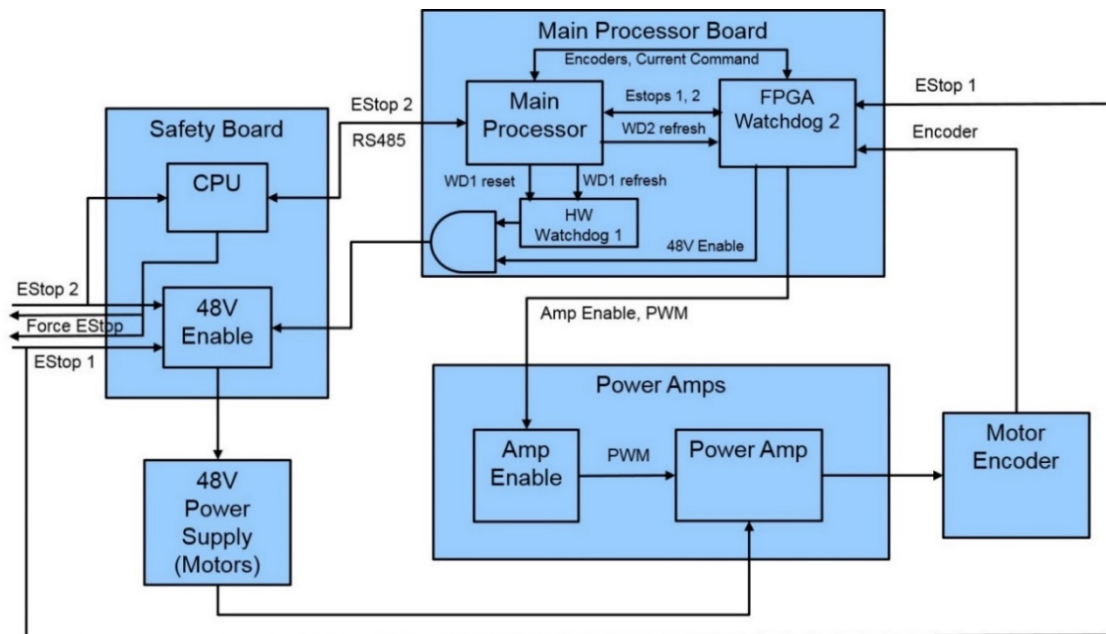 Main Processor Board
Encoders, Current Command
Main
Processor
Estops 1, 2
WD2 refresh
FPGA
Watchdog 2
EStop 1
Encoder
EStop 2
RS485
WD1 reset
WD1 refresh
HW
Watchdog 1
48V Enable
Safety Board
CPU
EStop 2
Force EStop
EStop 1
48V
Enable
Amp Enable, PWM
Power Amps
Amp
Enable
PWM
Power Amp
Motor
Encoder
48V
Power
Supply
(Motors)